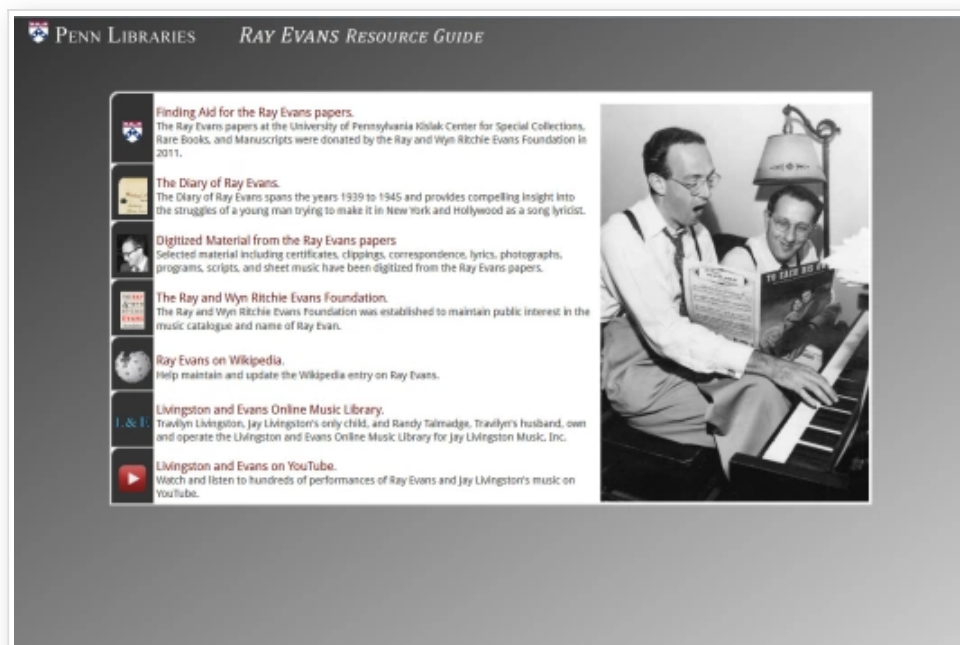 PENN LIBRARIES
RAY EVANS RESOURCE GUIDE
Finding Aid for the Ray Evans papers.
The Ray Evans papers at the University of Pennsylvania Kislak Center for Special Collections,
Rare Books, and Manuscripts were donated by the Ray and Wyn Ritchie Evans Foundation in
2011.
The Diary of Ray Evans.
The Diary of Ray Evans spans the years 1939 to 1945 and provides compelling insight into
the struggles of a young man trying to make it in New York and Hollywood as a song lyricist.
Digitized Material from the Ray Evans papers
Selected material including certificates, clippings, correspondence, lyrics, photographs,
programs, scripts, and sheet music have been digitized from the Ray Evans papers.
The Ray and Wyn Ritchie Evans Foundation.
The Ray and Wyn Ritchie Evans Foundation was established to maintain public interest in the
music catalogue and name of Ray Evan.
Ray Evans on Wikipedia.
Help maintain and update the Wikipedia entry on Ray Evans.
L & E
Livingston and Evans Online Music Library.
Travilyn Livingston, Jay Livingston's only child, and Randy Talmadge, Travilyn's husband, own
and operate the Livingston and Evans Online Music Library for Jay Livingston Music, Inc.
Livingston and Evans on YouTube.
Watch and listen to hundreds of performances of Ray Evans and Jay Livingston's music on
YouTube.
TO EACH HIS